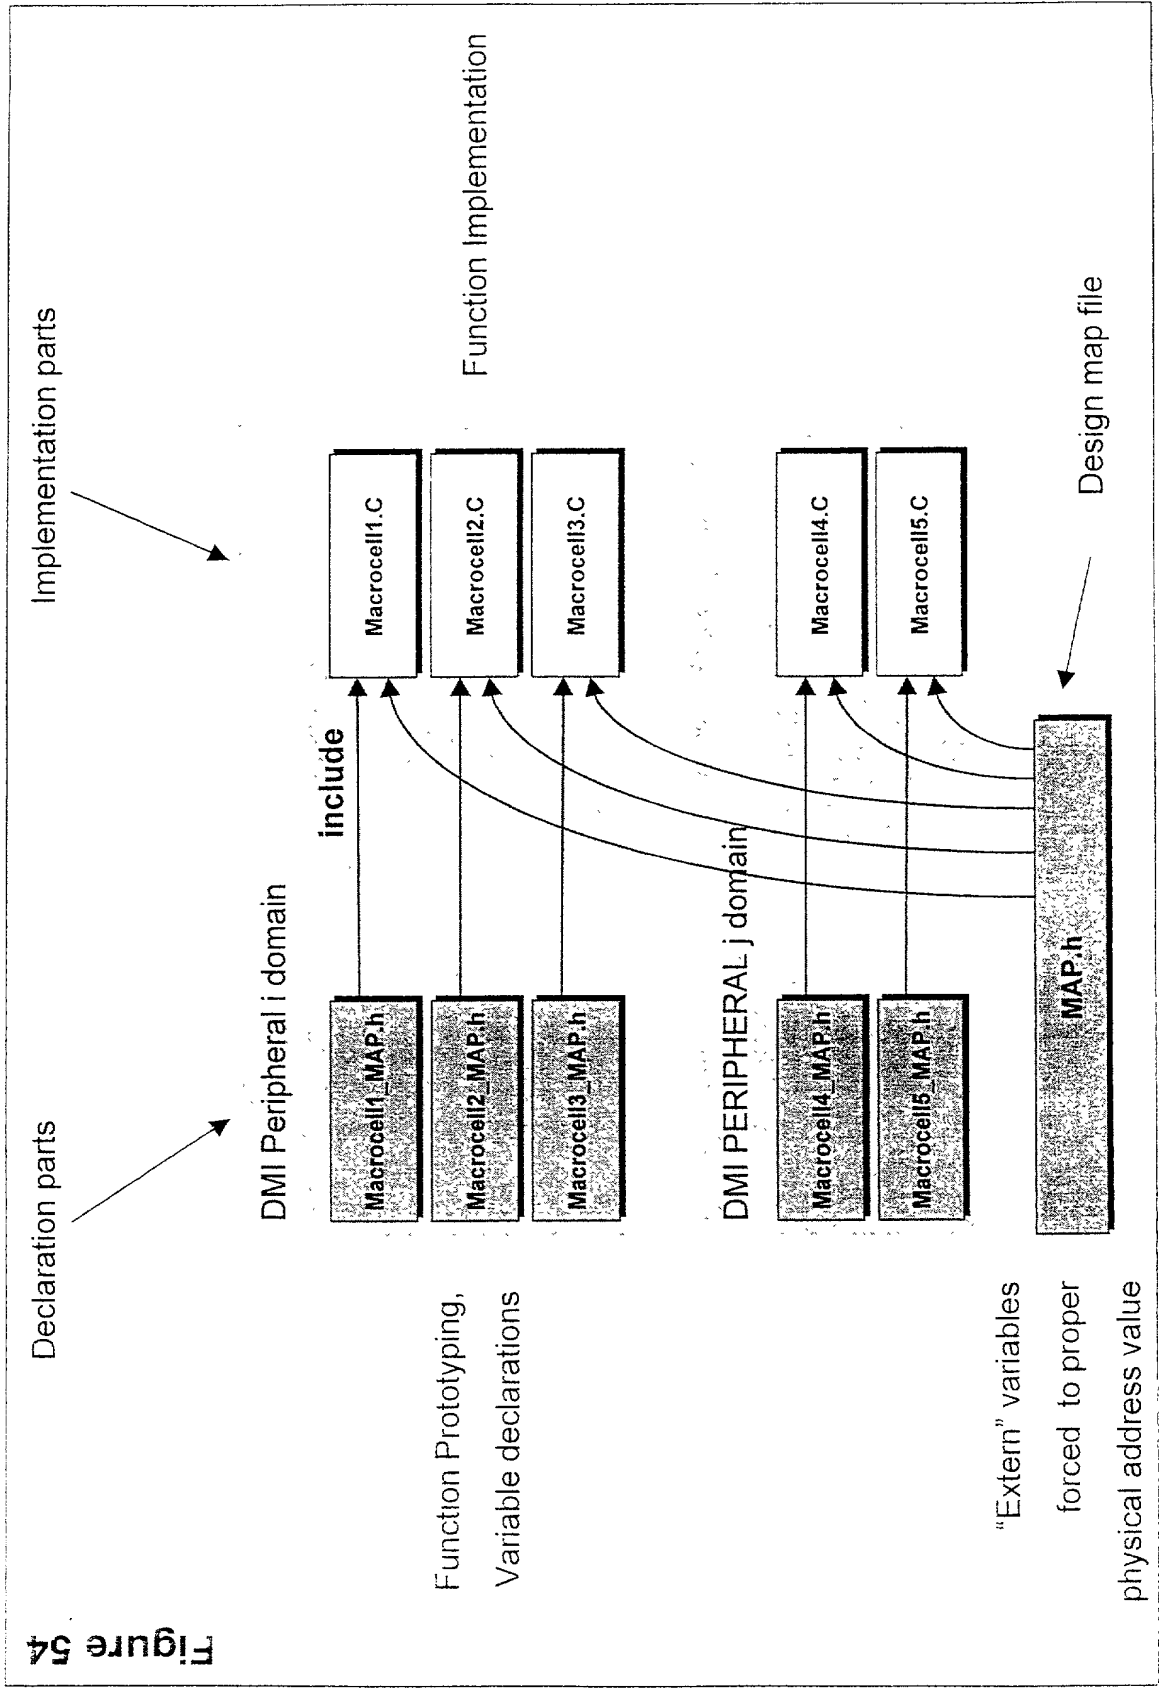 Figure 54
Declaration parts
Implementation parts
DMI Peripheral i domain
include
Function Prototyping,
Variable declarations
Macrocell1_MAP.h
Macrocell2_MAP.h
Macrocell3_MAP.h
Macrocell1.C
Macrocell2.C
Macrocell3.C
Function Implementation
DMI PERIPHERAL j domain
Macrocell4_MAP.h
Macrocell5_MAP.h
Macrocell4.C
Macrocell5.C
"Extern" variables
forced to proper
physical address value
MAP.h
Design map file